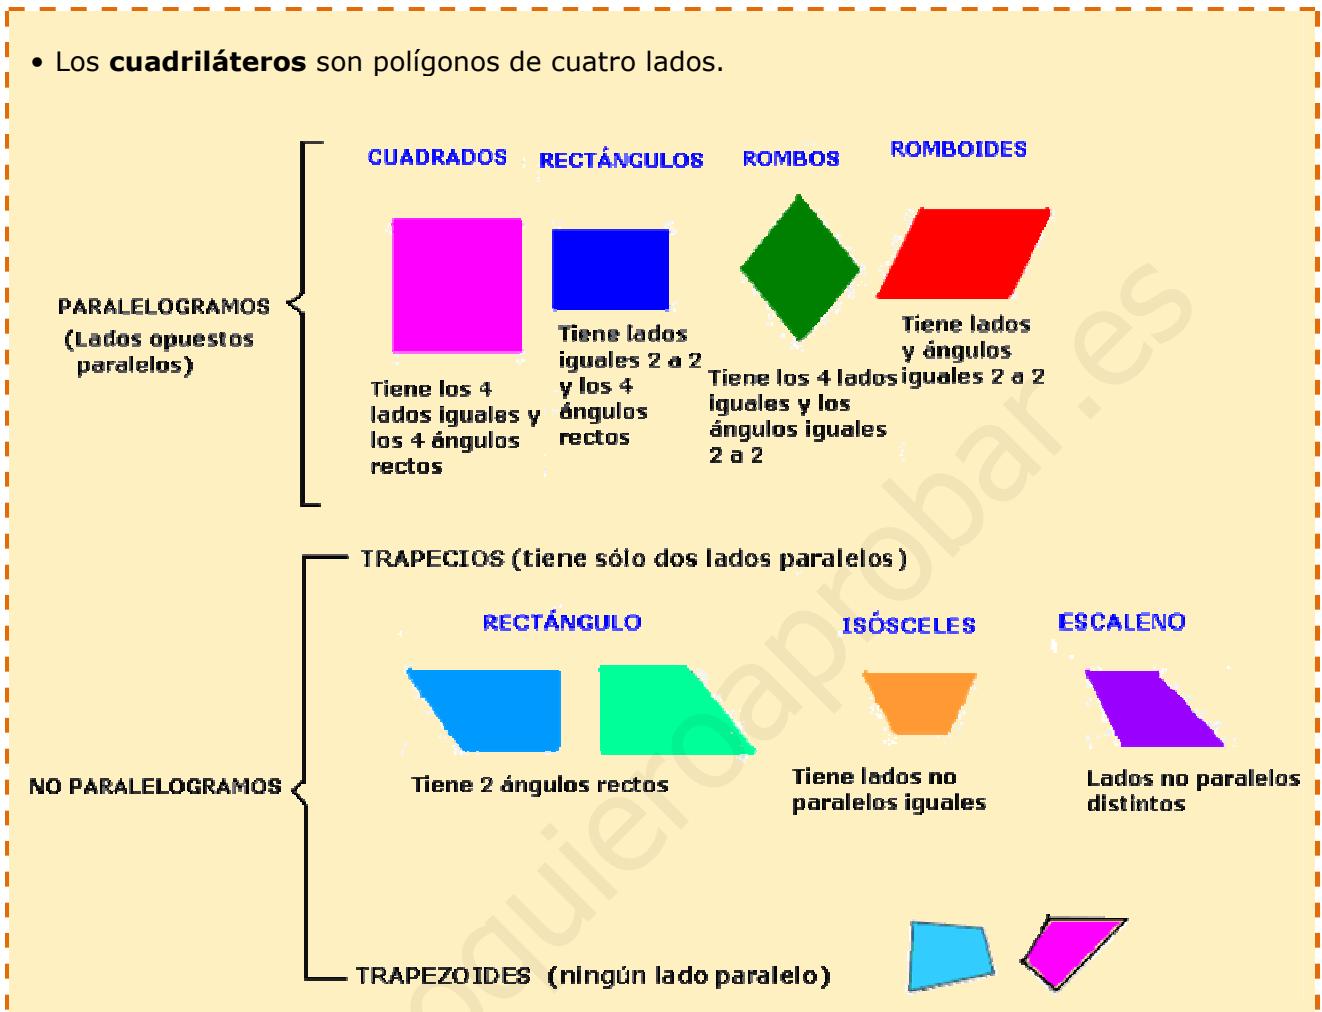 • Los cuadriláteros son polígonos de cuatro lados.
CUADRADOS
RECTÁNGULOS
ROMBOS
ROMBOIDES
PARALELOGRAMOS
(Lados opuestos
paralelos)
Tiene los 4
lados iguales y
los 4 ángulos
rectos
Tiene lados
iguales 2 a 2
y los 4
ángulos
rectos
Tiene los 4 lados
iguales y los
ángulos iguales
2 a 2
Tiene lados
y ángulos
iguales 2 a 2
TRAPECIOS (tiene sólo dos lados paralelos)
RECTÁNGULO
ISÓSCELES
ESCALENO
NO PARALELOGRAMOS
Tiene 2 ángulos rectos
Tiene lados no
paralelos iguales
Lados no paralelos
distintos
TRAPEZOIDES (ningún lado paralelo)
oquieroaprobar.es